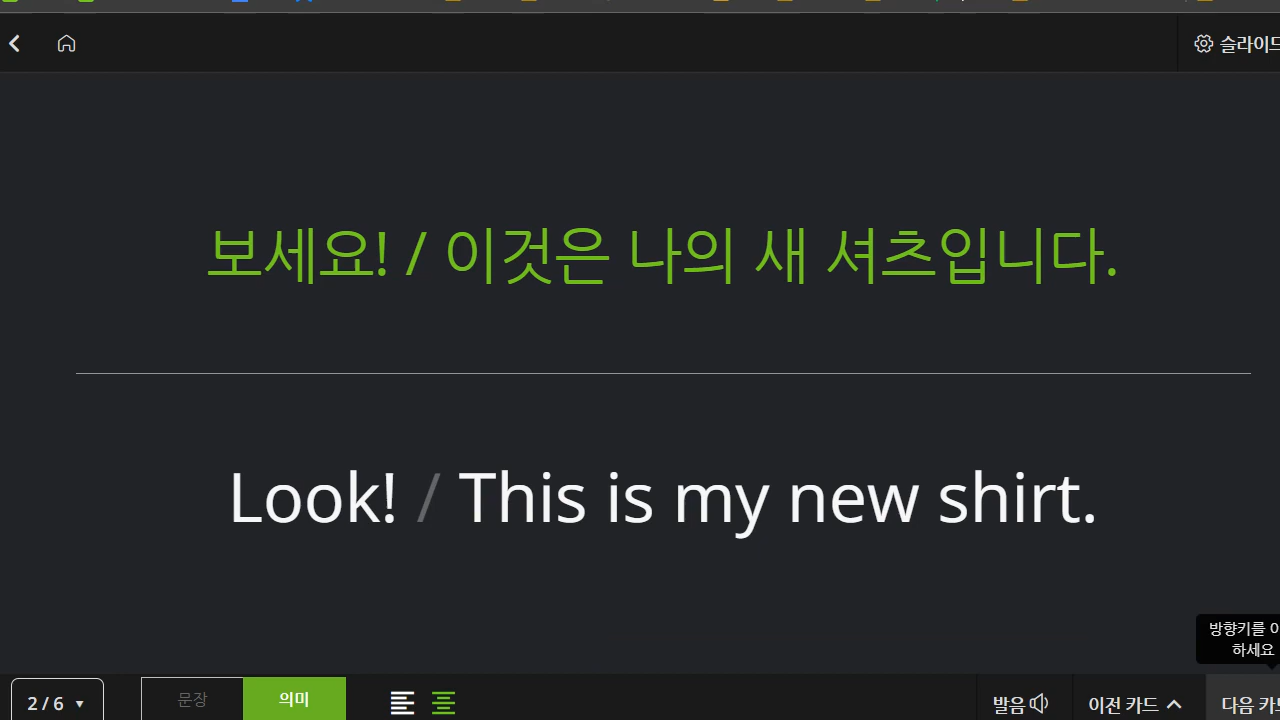 슬라이드
보세요! / 이것은 나의 새 셔츠입니다.
Look! / This is my new shirt.
방향키를 이
하세요
2 / 6 ▼ 문장 의미 발음 이전 카드 다음 카드